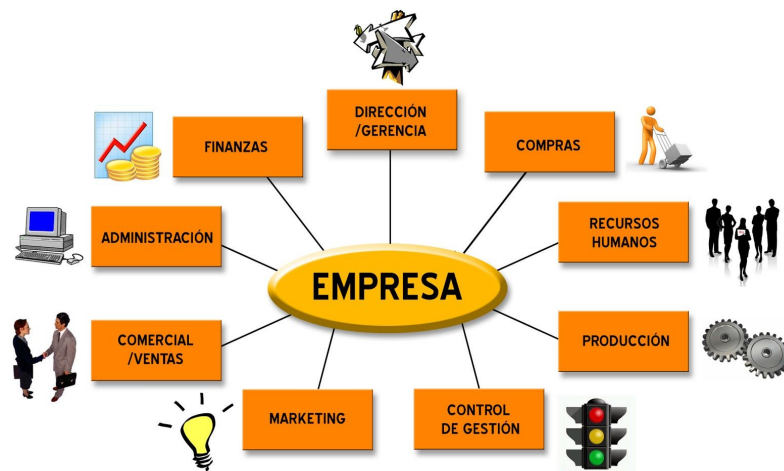 DIRECCIÓN
/GERENCIA
FINANZAS
COMPRAS
ADMINISTRACIÓN
RECURSOS
HUMANOS
EMPRESA
COMERCIAL
/VENTAS
PRODUCCIÓN
MARKETING
CONTROL
DE GESTIÓN